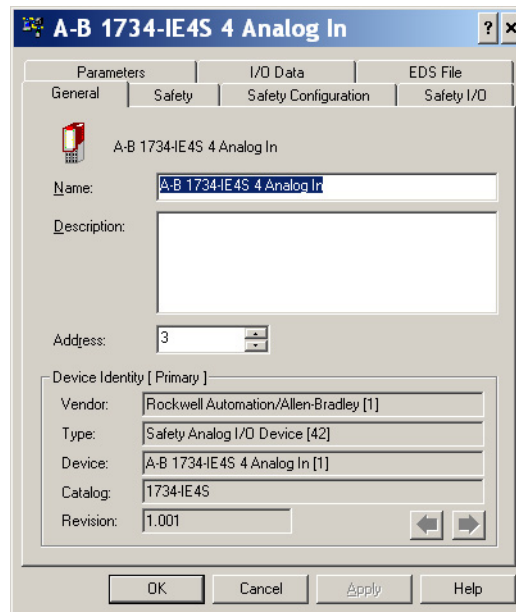 A-B 1734-IE4S 4 Analog In
Parameters I/O Data EDS File
General Safety Safety Configuration Safety I/O
A-B 1734-IE4S 4 Analog In
Name: A-B 1734-IE4S 4 Analog In
Description:
Address: 3
Device Identity [ Primary ]
Vendor: Rockwell Automation/Allen-Bradley [1]
Type: Safety Analog I/O Device [42]
Device: A-B 1734-IE4S 4 Analog In [1]
Catalog: 1734-IE4S
Revision: 1.001
OK Cancel Apply Help